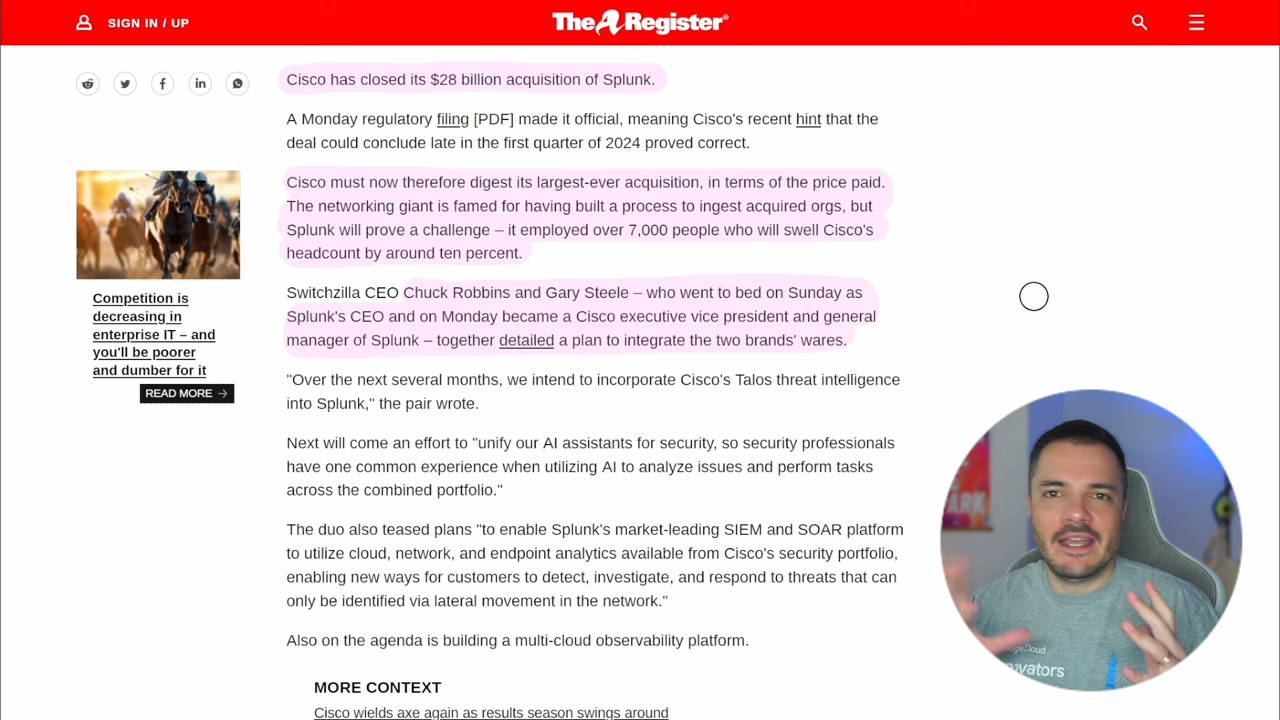 SIGN IN / UP
The Register®
Cisco has closed its $28 billion acquisition of Splunk.
A Monday regulatory filing [PDF] made it official, meaning Cisco's recent hint that the
deal could conclude late in the first quarter of 2024 proved correct.
Cisco must now therefore digest its largest-ever acquisition, in terms of the price paid.
The networking giant is famed for having built a process to ingest acquired orgs, but
Splunk will prove a challenge – it employed over 7,000 people who will swell Cisco's
headcount by around ten percent.
Competition is
decreasing in
enterprise IT – and
you'll be poorer
and dumber for it
READ MORE →
Switchzilla CEO Chuck Robbins and Gary Steele – who went to bed on Sunday as
Splunk's CEO and on Monday became a Cisco executive vice president and general
manager of Splunk – together detailed a plan to integrate the two brands' wares.
"Over the next several months, we intend to incorporate Cisco's Talos threat intelligence
into Splunk," the pair wrote.
Next will come an effort to "unify our AI assistants for security, so security professionals
have one common experience when utilizing AI to analyze issues and perform tasks
across the combined portfolio."
The duo also teased plans "to enable Splunk's market-leading SIEM and SOAR platform
to utilize cloud, network, and endpoint analytics available from Cisco's security portfolio,
enabling new ways for customers to detect, investigate, and respond to threats that can
only be identified via lateral movement in the network."
Also on the agenda is building a multi-cloud observability platform.
MORE CONTEXT
Cisco wields axe again as results season swings around